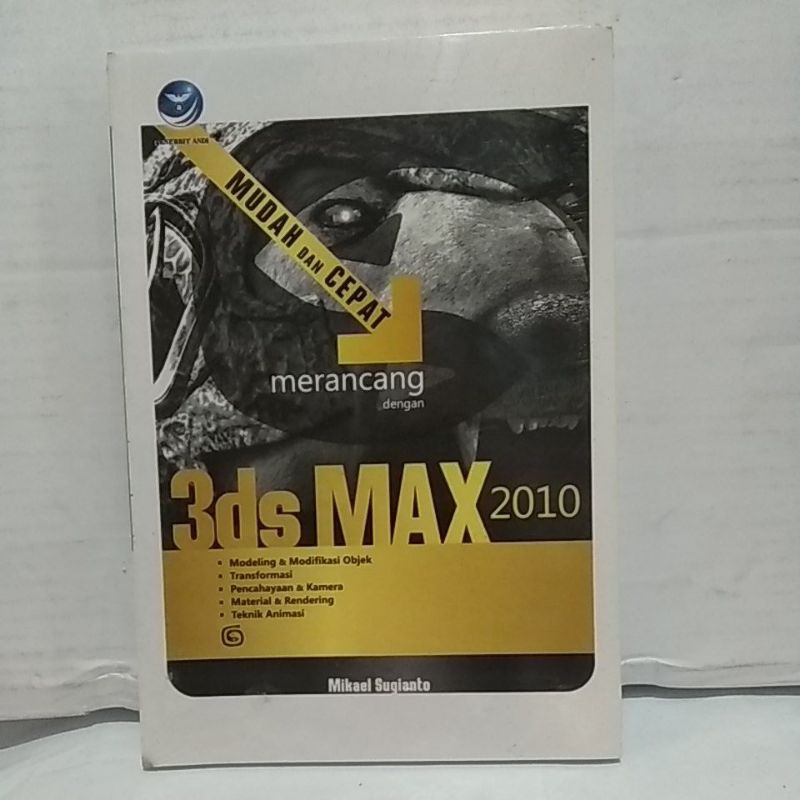 PENERBIT ANDI
MUDAH DAN CEPAT
merancang
dengan
3ds MAX 2010
Modeling & Modifikasi Objek
Transformasi
Pencahayaan & Kamera
Material & Rendering
Teknik Animasi
Mikael Sugianto